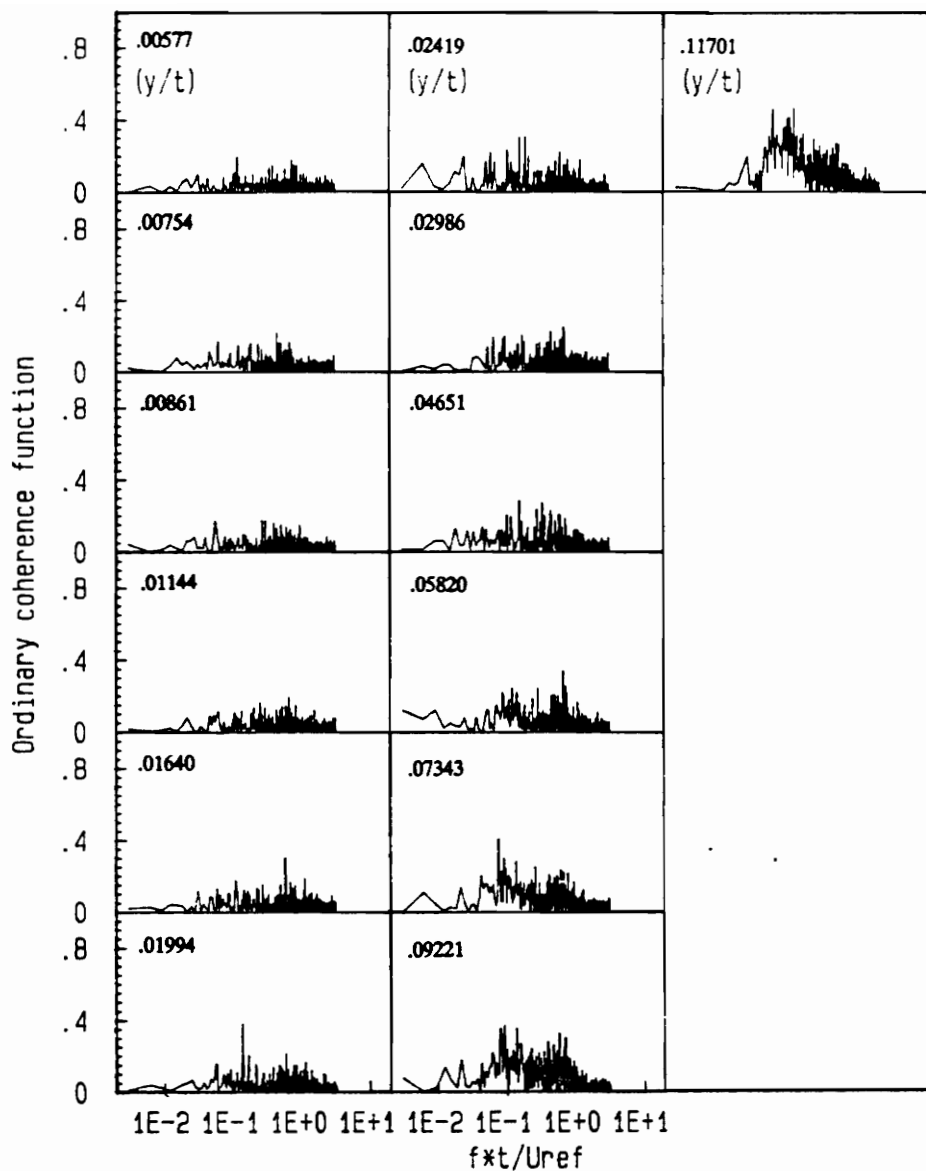 .8 .00577 .02419 .11701
(y/t) (y/t) (y/t)
.4
0
.8 .00754 .02986
.4
0
.8 .00861 .04651
.4
0
.8 .01144 .05820
.4
0
.8 .01640 .07343
.4
0
.8 .01994 .09221
.4
0
Ordinary coherence function
1E-2 1E-1 1E+0 1E+1 1E-2 1E-1 1E+0 1E+1
f*t/Uref